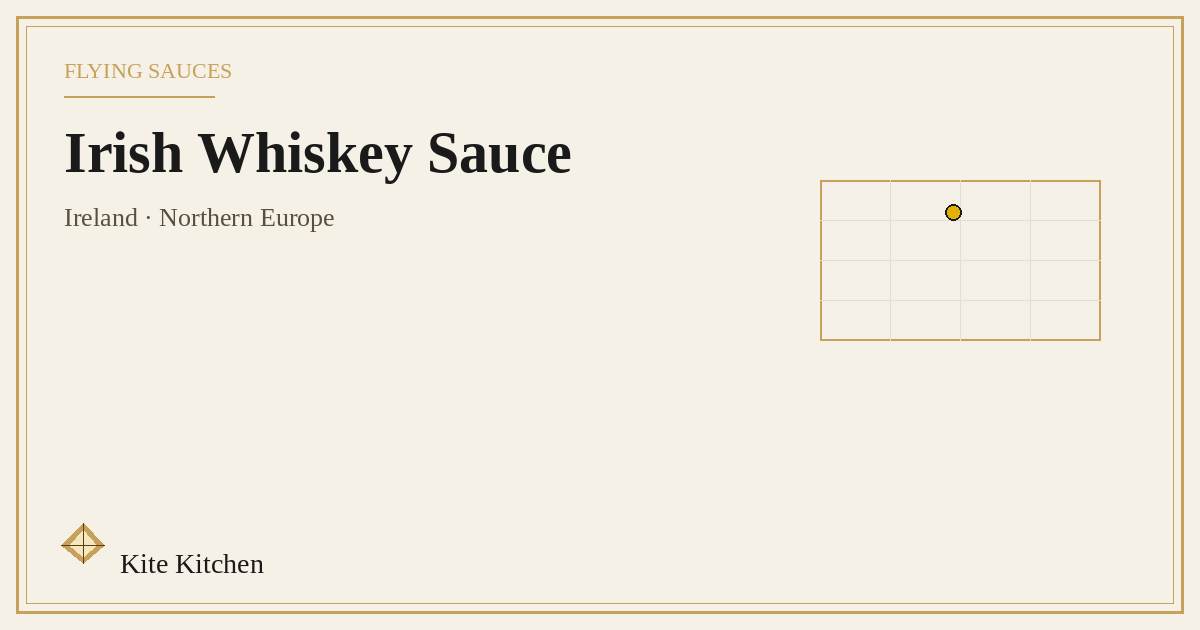 FLYING SAUCES
Irish Whiskey Sauce
Ireland · Northern Europe
Kite Kitchen